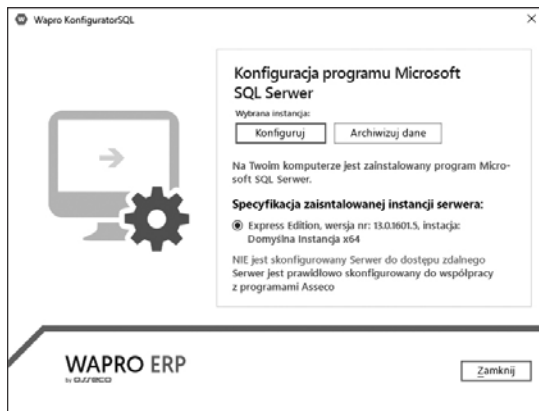 Wapro KonfiguratorSQL
Konfiguracja programu Microsoft
SQL Serwer
Wybrana instancja:
Konfiguruj
Archiwizuj dane
Na Twoim komputerze jest zainstalowany program Micro-
soft SQL Serwer.
Specyfikacja zaisntalowanej instancji serwera:
Express Edition, wersja nr: 13.0.1601.5, instacja:
Domyślna Instancja x64
NIE jest skonfigurowany Serwer do dostępu zdalnego
Serwer jest prawidłowo skonfigurowany do współpracy
z programami Asseco
WAPRO ERP
by asseco
Zamknij